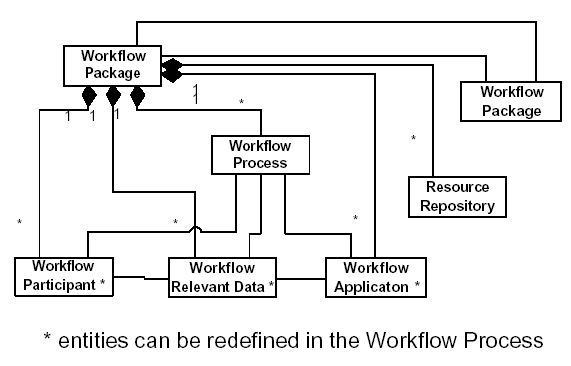 Workflow
Package
Workflow
Package
1
1
1
1
1
*
*
Workflow
Process
Resource
Repository
*
*
*
Workflow
Participant *
Workflow
Relevant Data *
Workflow
Applicaton *
* entities can be redefined in the Workflow Process